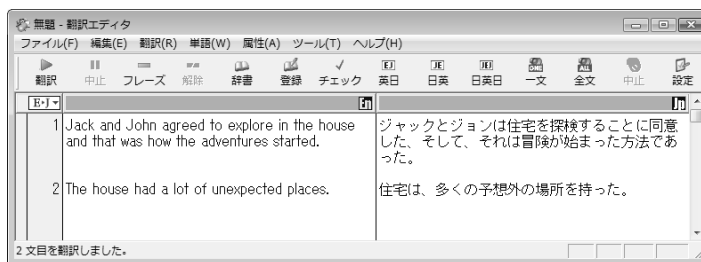 無題 - 翻訳エディタ
ファイル(F) 編集(E) 翻訳(R) 単語(W) 属性(A) ツール(T) ヘルプ(H)
翻訳 中止 フレーズ 解除 辞書 登録 チェック 英日 日英 日英日 一文 全文 中止 設定
E・J
1 Jack and John agreed to explore in the house
and that was how the adventures started.
ジャックとジョンは住宅を探検することに同意
した、そして、それは冒険が始まった方法であ
った。
2 The house had a lot of unexpected places.
住宅は、多くの予想外の場所を持った。
2 文目を翻訳しました。